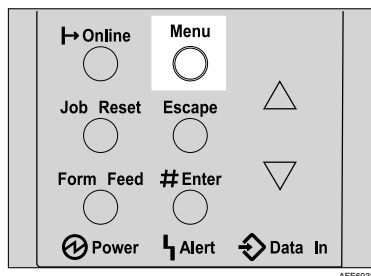 Online Menu
Job Reset Escape
Form Feed # Enter
Power Alert Data In